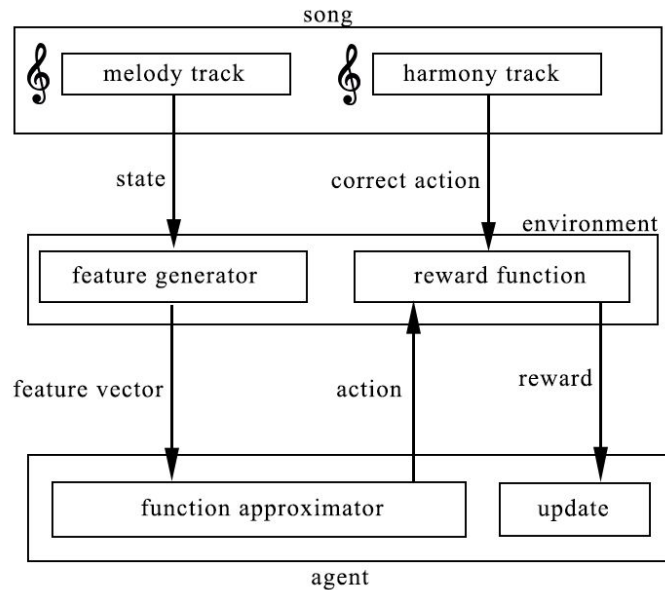 song
melody track
harmony track
state
correct action
environment
feature generator
reward function
feature vector
action
reward
function approximator
update
agent